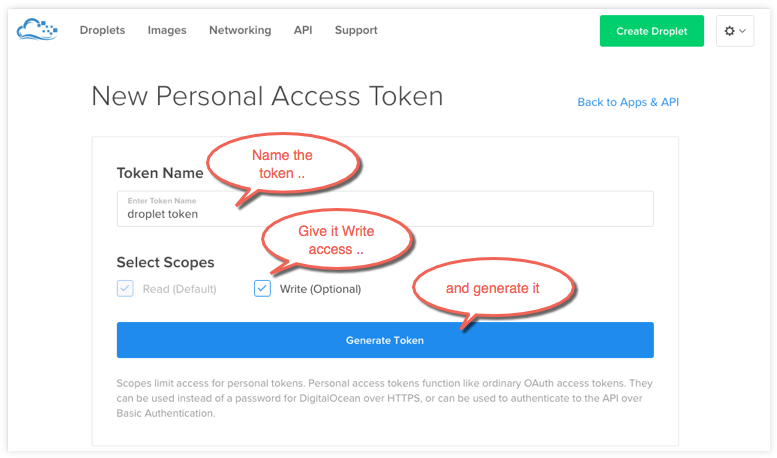 Droplets Images Networking API Support Create Droplet
New Personal Access Token
Back to Apps & API
Name the
token ..
Token Name
Enter Token Name
droplet token
Give it Write
access ..
Select Scopes
Read (Default)
Write (Optional)
and generate it
Generate Token
Scopes limit access for personal tokens. Personal access tokens function like ordinary OAuth access tokens. They
can be used instead of a password for DigitalOcean over HTTPS, or can be used to authenticate to the API over
Basic Authentication.